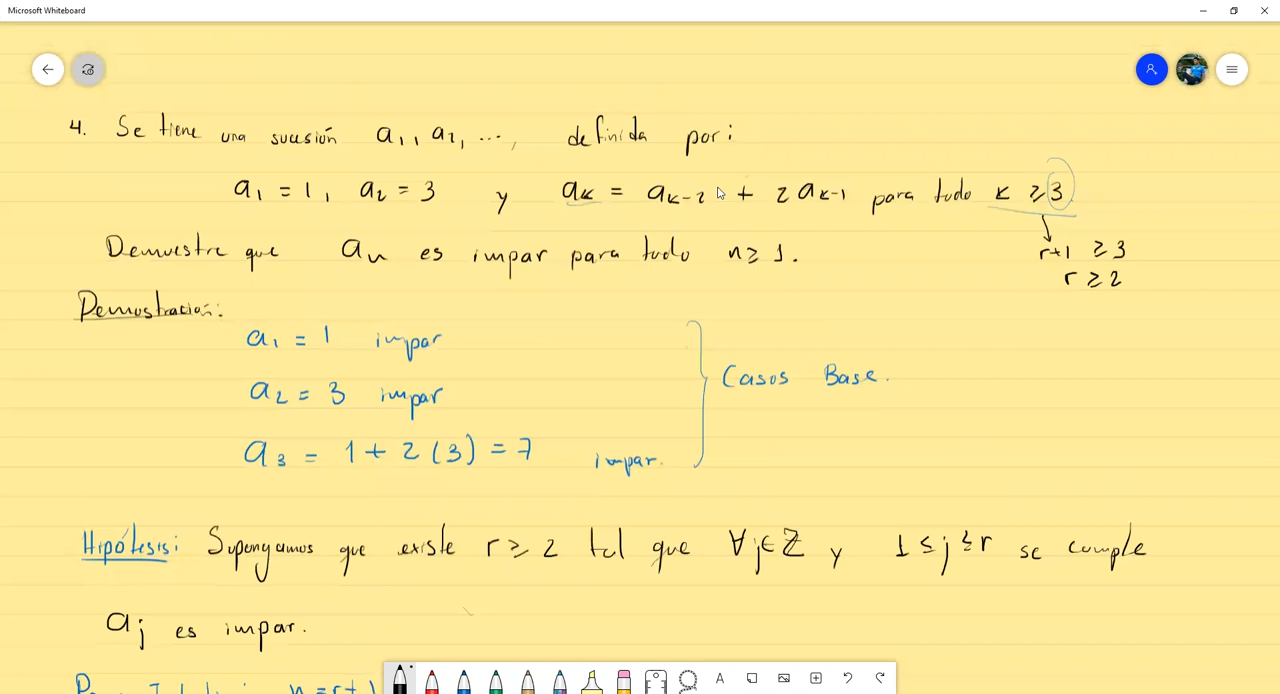 Microsoft Whiteboard
4. Se tiene una sucesión a₁, a₂, ..., definida por:
a₁ = 1, a₂ = 3 y aₖ = aₖ₋₂ + 2aₖ₋₁ para todo k ≥ 3
r+1 ≥ 3
Demuestre que aₙ es impar para todo n ≥ 1.
r ≥ 2
Demostración:
a₁ = 1 impar
Casos Base.
a₂ = 3 impar
a₃ = 1 + 2(3) = 7 impar.
Hipótesis: Supongamos que existe r ≥ 2 tal que ∀j∈ℤ y 1 ≤ j ≤ r se cumple
aⱼ es impar.
n = r+1
A